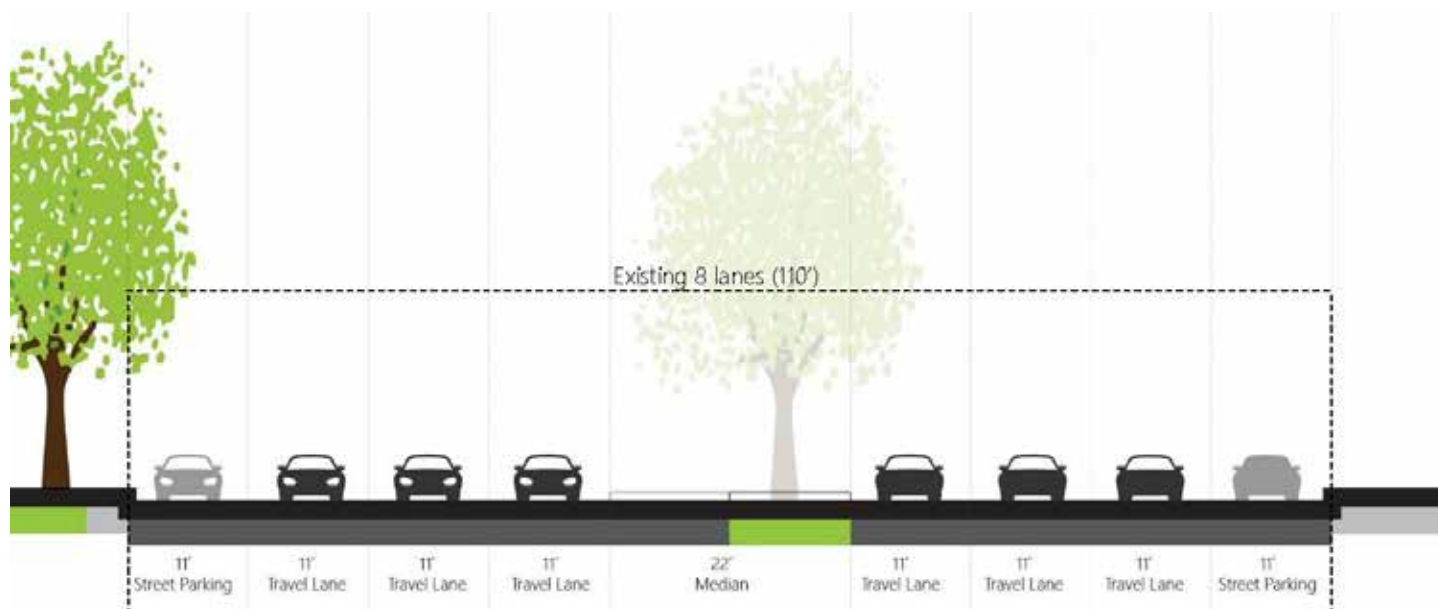 Existing 8 lanes (110')
11'
Street Parking
11'
Travel Lane
11'
Travel Lane
11'
Travel Lane
22'
Median
11'
Travel Lane
11'
Travel Lane
11'
Travel Lane
11'
Street Parking